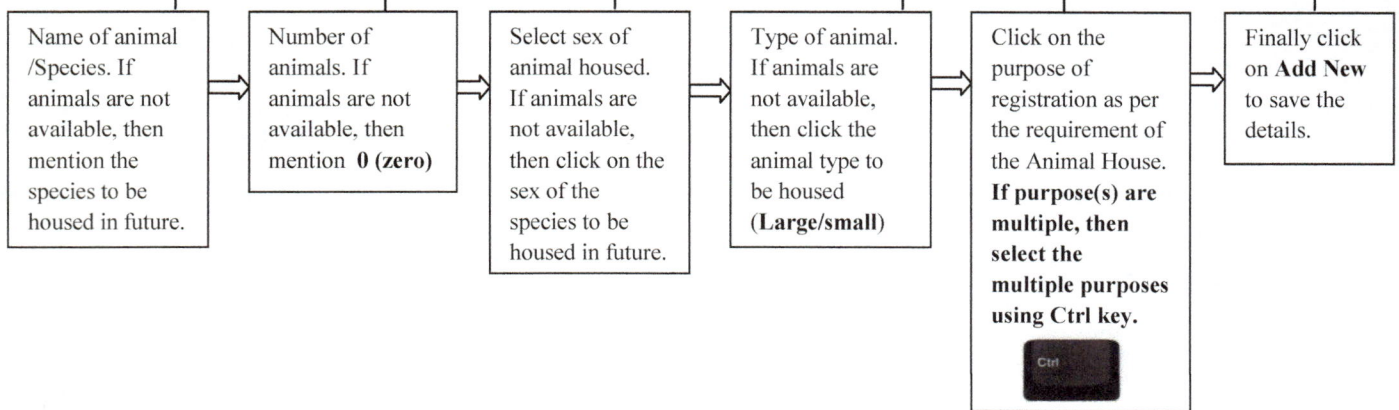 Name of animal
/Species. If
animals are not
available, then
mention the
species to be
housed in future.
Number of
animals. If
animals are not
available, then
mention 0 (zero)
Select sex of
animal housed.
If animals are
not available,
then click on the
sex of the
species to be
housed in future.
Type of animal.
If animals are
not available,
then click the
animal type to
be housed
(Large/small)
Click on the
purpose of
registration as per
the requirement of
the Animal House.
If purpose(s) are
multiple, then
select the
multiple purposes
using Ctrl key.
Ctrl
Finally click
on Add New
to save the
details.